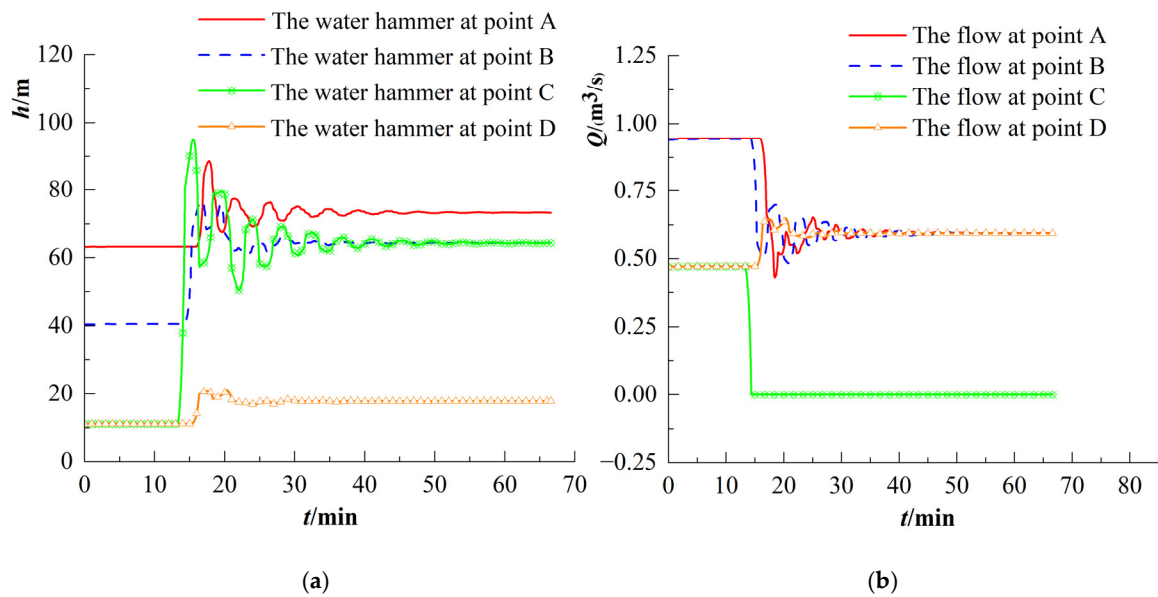 The water hammer at point A
The water hammer at point B
The water hammer at point C
The water hammer at point D
h/m
120
100
80
60
40
20
0
0 10 20 30 40 50 60 70
t/min
(a)
The flow at point A
The flow at point B
The flow at point C
The flow at point D
Q/(m³/s)
1.25
1.00
0.75
0.50
0.25
0.00
−0.25
0 10 20 30 40 50 60 70 80
t/min
(b)